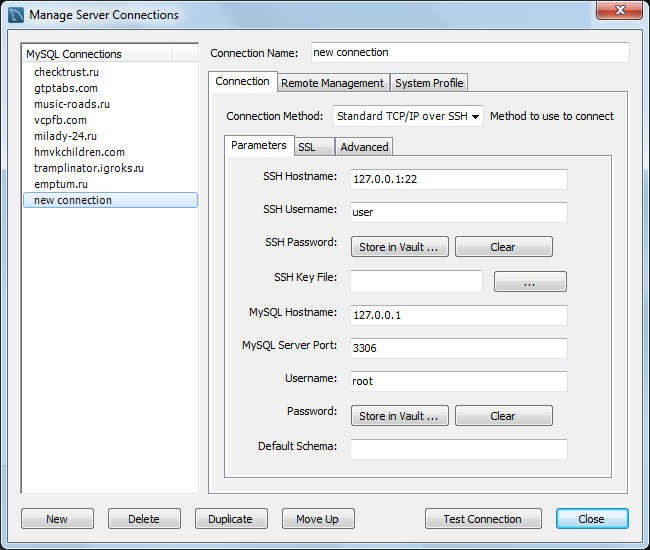 Manage Server Connections
MySQL Connections
checktrust.ru
gtptabs.com
music-roads.ru
vcpfb.com
milady-24.ru
hmvkchildren.com
tramplinator.igroks.ru
emptum.ru
new connection
Connection Name: new connection
Connection Remote Management System Profile
Connection Method: Standard TCP/IP over SSH Method to use to connect
Parameters SSL Advanced
SSH Hostname: 127.0.0.1:22
SSH Username: user
SSH Password: Store in Vault ... Clear
SSH Key File: ...
MySQL Hostname: 127.0.0.1
MySQL Server Port: 3306
Username: root
Password: Store in Vault ... Clear
Default Schema:
New Delete Duplicate Move Up Test Connection Close